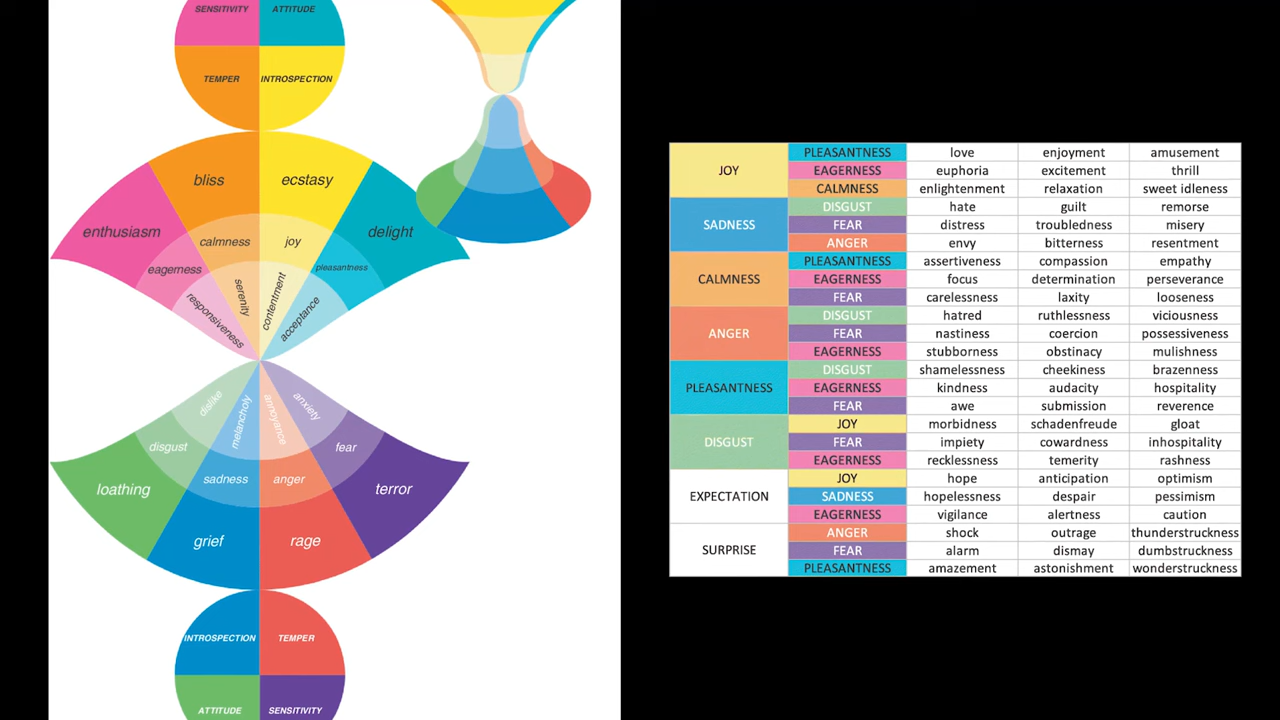 SENSITIVITY ATTITUDE
TEMPER INTROSPECTION
bliss ecstasy
enthusiasm delight
calmness joy
eagerness pleasantness
serenity contentment
responsiveness acceptance
dislike melancholy annoyance anxiety
disgust fear
sadness anger
loathing terror
grief rage
INTROSPECTION TEMPER
ATTITUDE SENSITIVITY
JOY PLEASANTNESS love enjoyment amusement
EAGERNESS euphoria excitement thrill
CALMNESS enlightenment relaxation sweet idleness
SADNESS DISGUST hate guilt remorse
FEAR distress troubledness misery
ANGER envy bitterness resentment
CALMNESS PLEASANTNESS assertiveness compassion empathy
EAGERNESS focus determination perseverance
FEAR carelessness laxity looseness
ANGER DISGUST hatred ruthlessness viciousness
FEAR nastiness coercion possessiveness
EAGERNESS stubborness obstinacy mulishness
PLEASANTNESS DISGUST shamelessness cheekiness brazenness
EAGERNESS kindness audacity hospitality
FEAR awe submission reverence
DISGUST JOY morbidness schadenfreude gloat
FEAR impiety cowardness inhospitality
EAGERNESS recklessness temerity rashness
EXPECTATION JOY hope anticipation optimism
SADNESS hopelessness despair pessimism
EAGERNESS vigilance alertness caution
SURPRISE ANGER shock outrage thunderstruckness
FEAR alarm dismay dumbstruckness
PLEASANTNESS amazement astonishment wonderstruckness